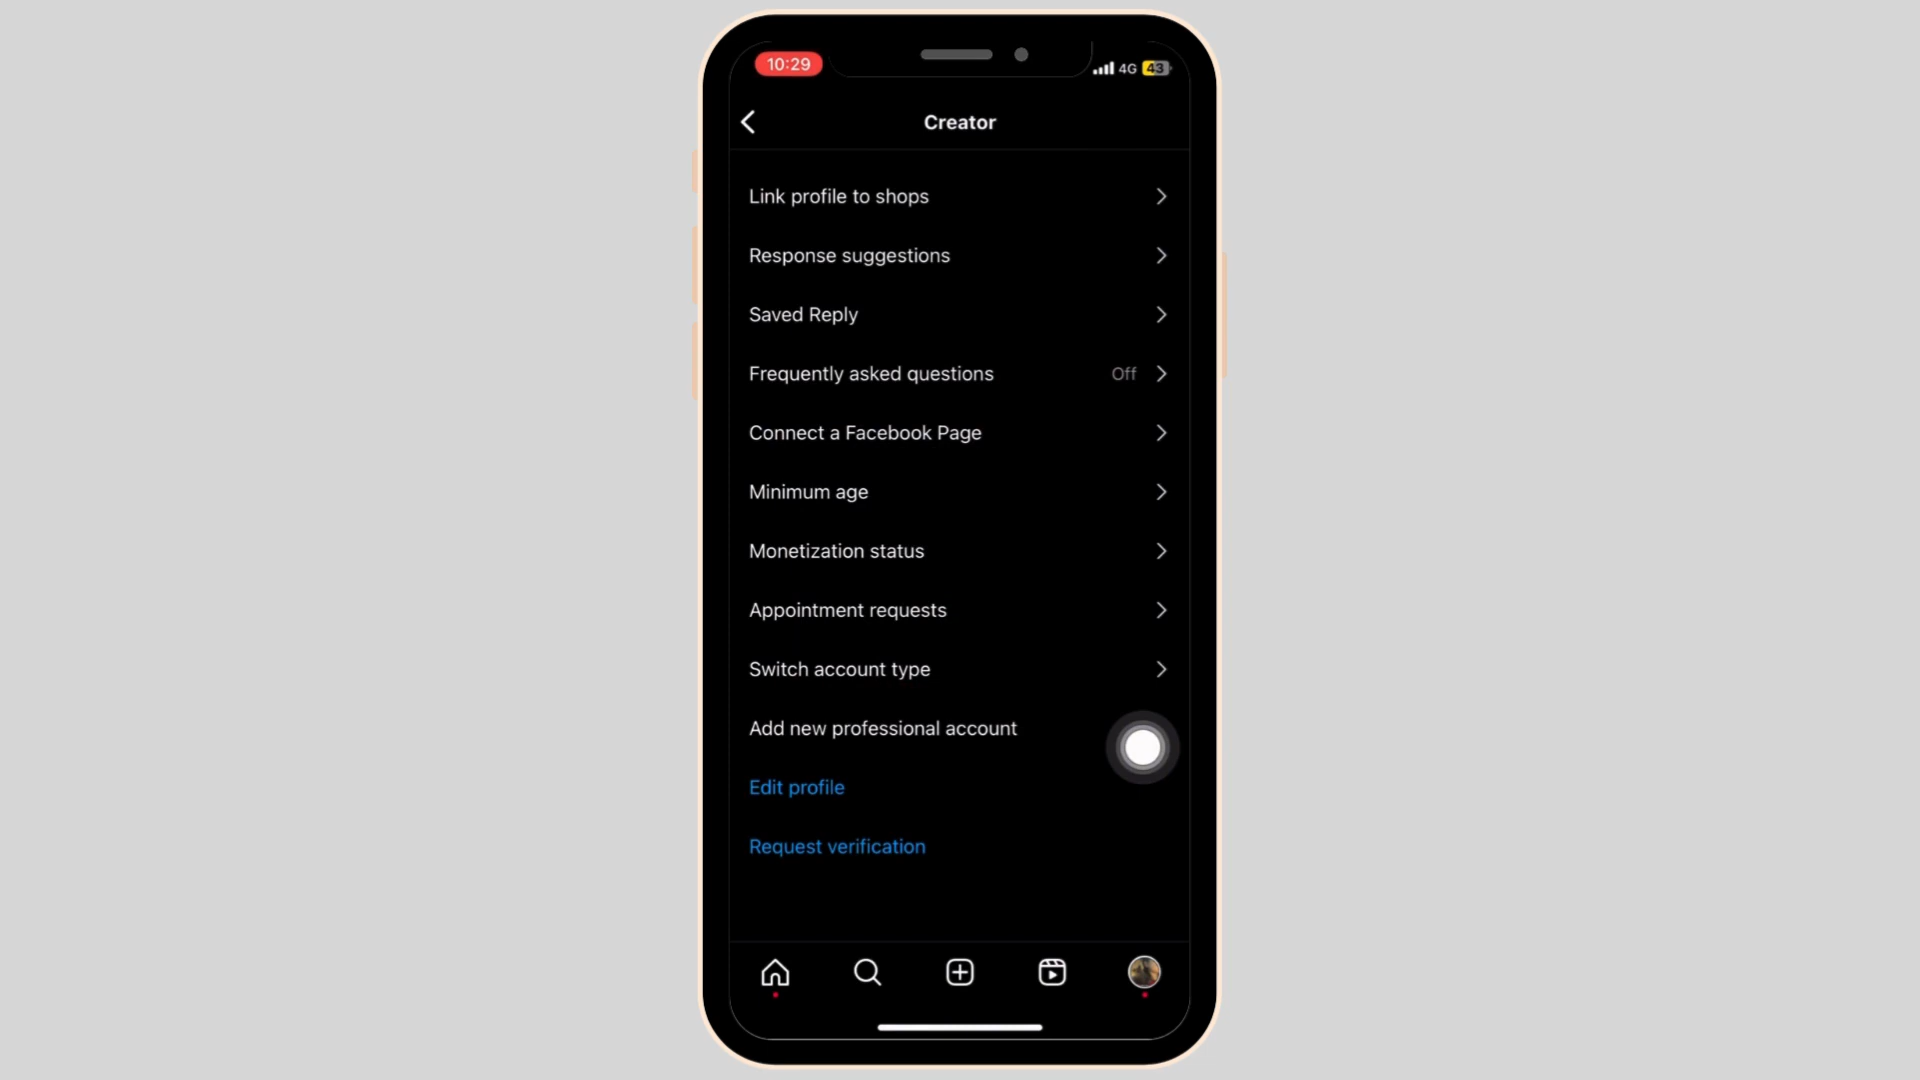 10:29
4G 43
Creator
Link profile to shops
Response suggestions
Saved Reply
Frequently asked questions Off
Connect a Facebook Page
Minimum age
Monetization status
Appointment requests
Switch account type
Add new professional account
Edit profile
Request verification